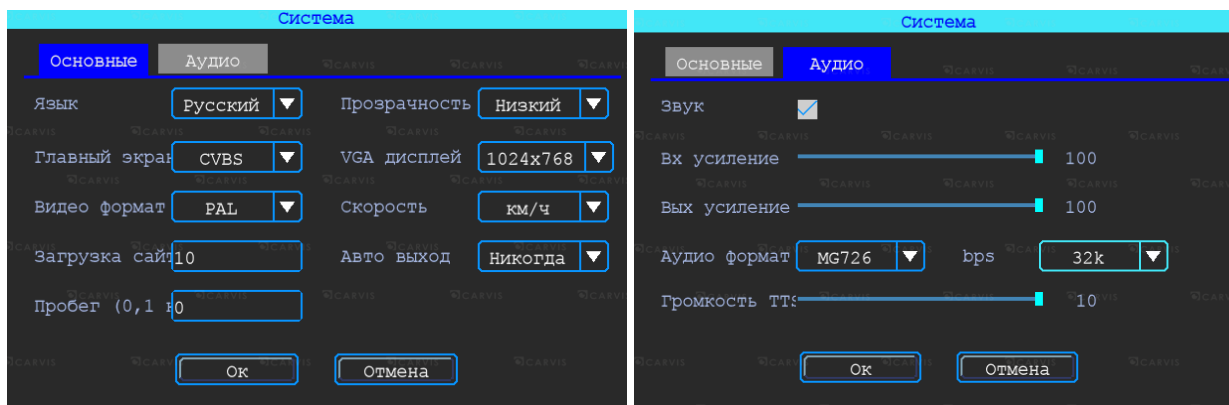 Система
Основные Аудио
Язык Русский Прозрачность Низкий
Главный экран CVBS VGA дисплей 1024x768
Видео формат PAL Скорость км/ч
Загрузка сайт 10 Авто выход Никогда
Пробег (0,1 к 0
Ок Отмена
Система
Основные Аудио
Звук
Вх усиление 100
Вых усиление 100
Аудио формат MG726 bps 32k
Громкость TTS 10
Ок Отмена
CARVIS